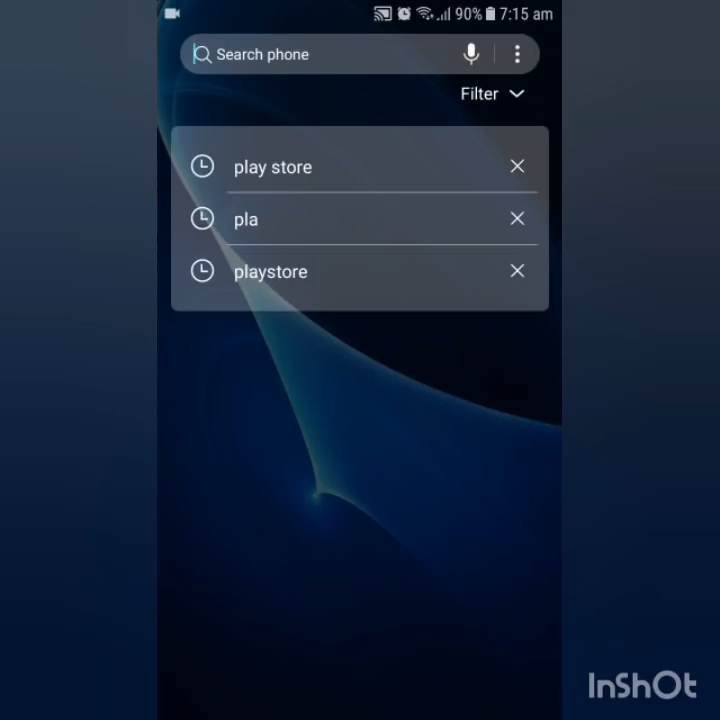 90% 7:15 am
Search phone
Filter
play store
pla
playstore
InShOt